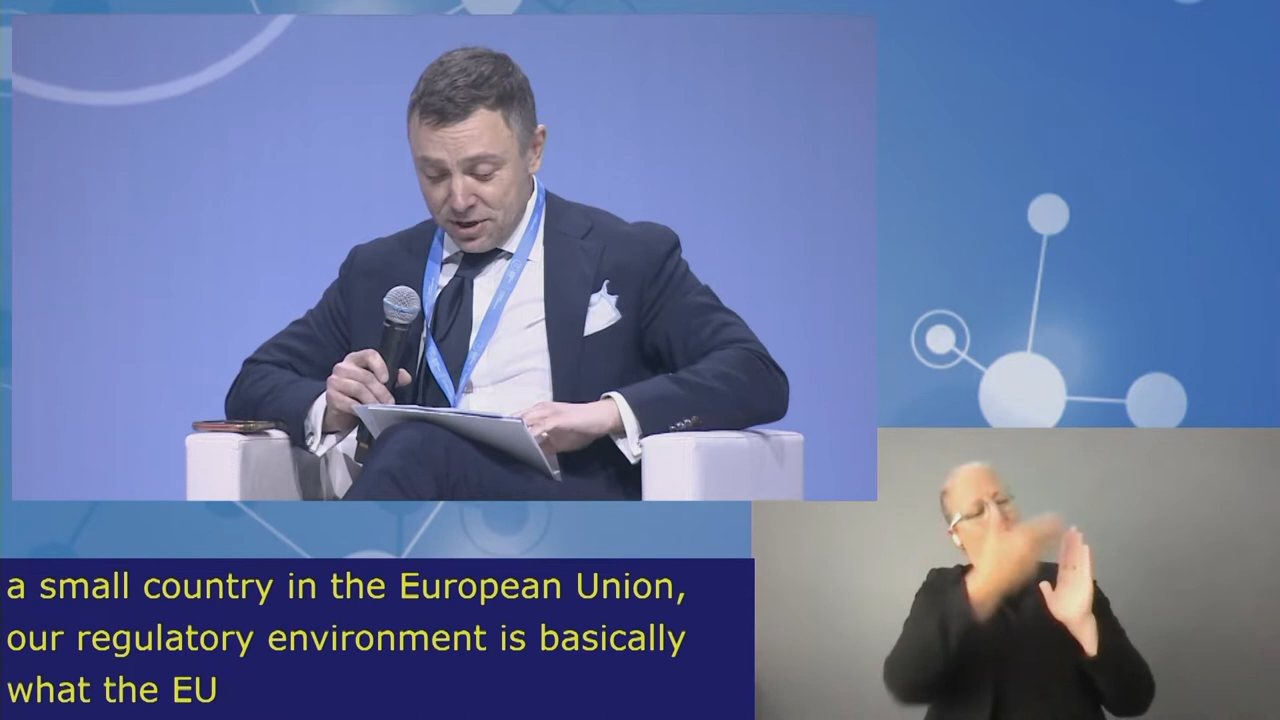 a small country in the European Union,
our regulatory environment is basically
what the EU